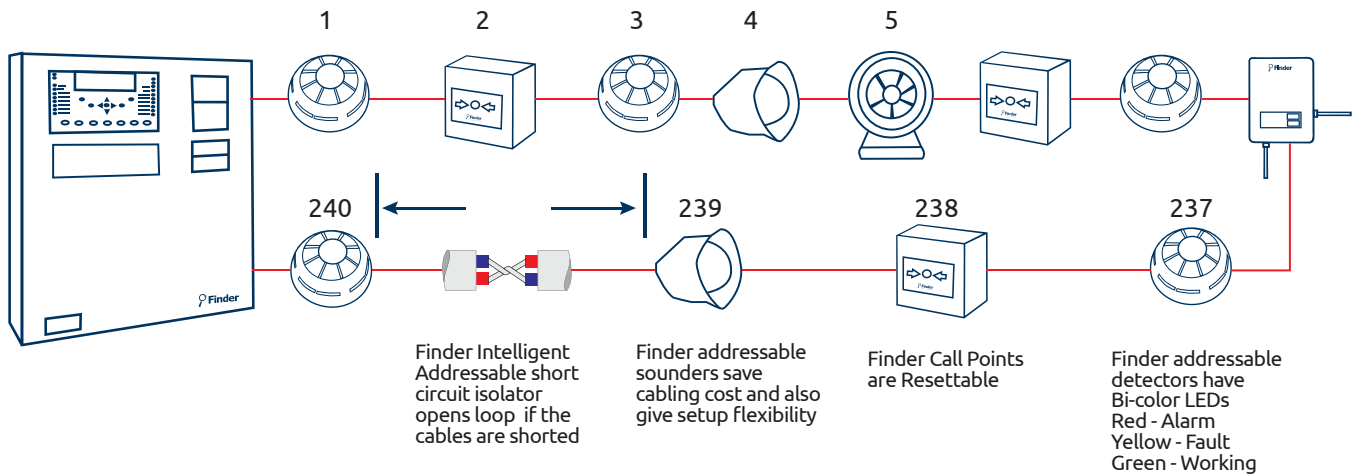 1
2
3
4
5
Finder
Finder
Finder
Finder
240
239
238
237
Finder
Finder
Finder Intelligent
Addressable short
circuit isolator
opens loop  if the
cables are shorted
Finder addressable
sounders save
cabling cost and also
give setup flexibility
Finder Call Points
are Resettable
Finder addressable
detectors have
Bi-color LEDs
Red - Alarm
Yellow - Fault
Green - Working